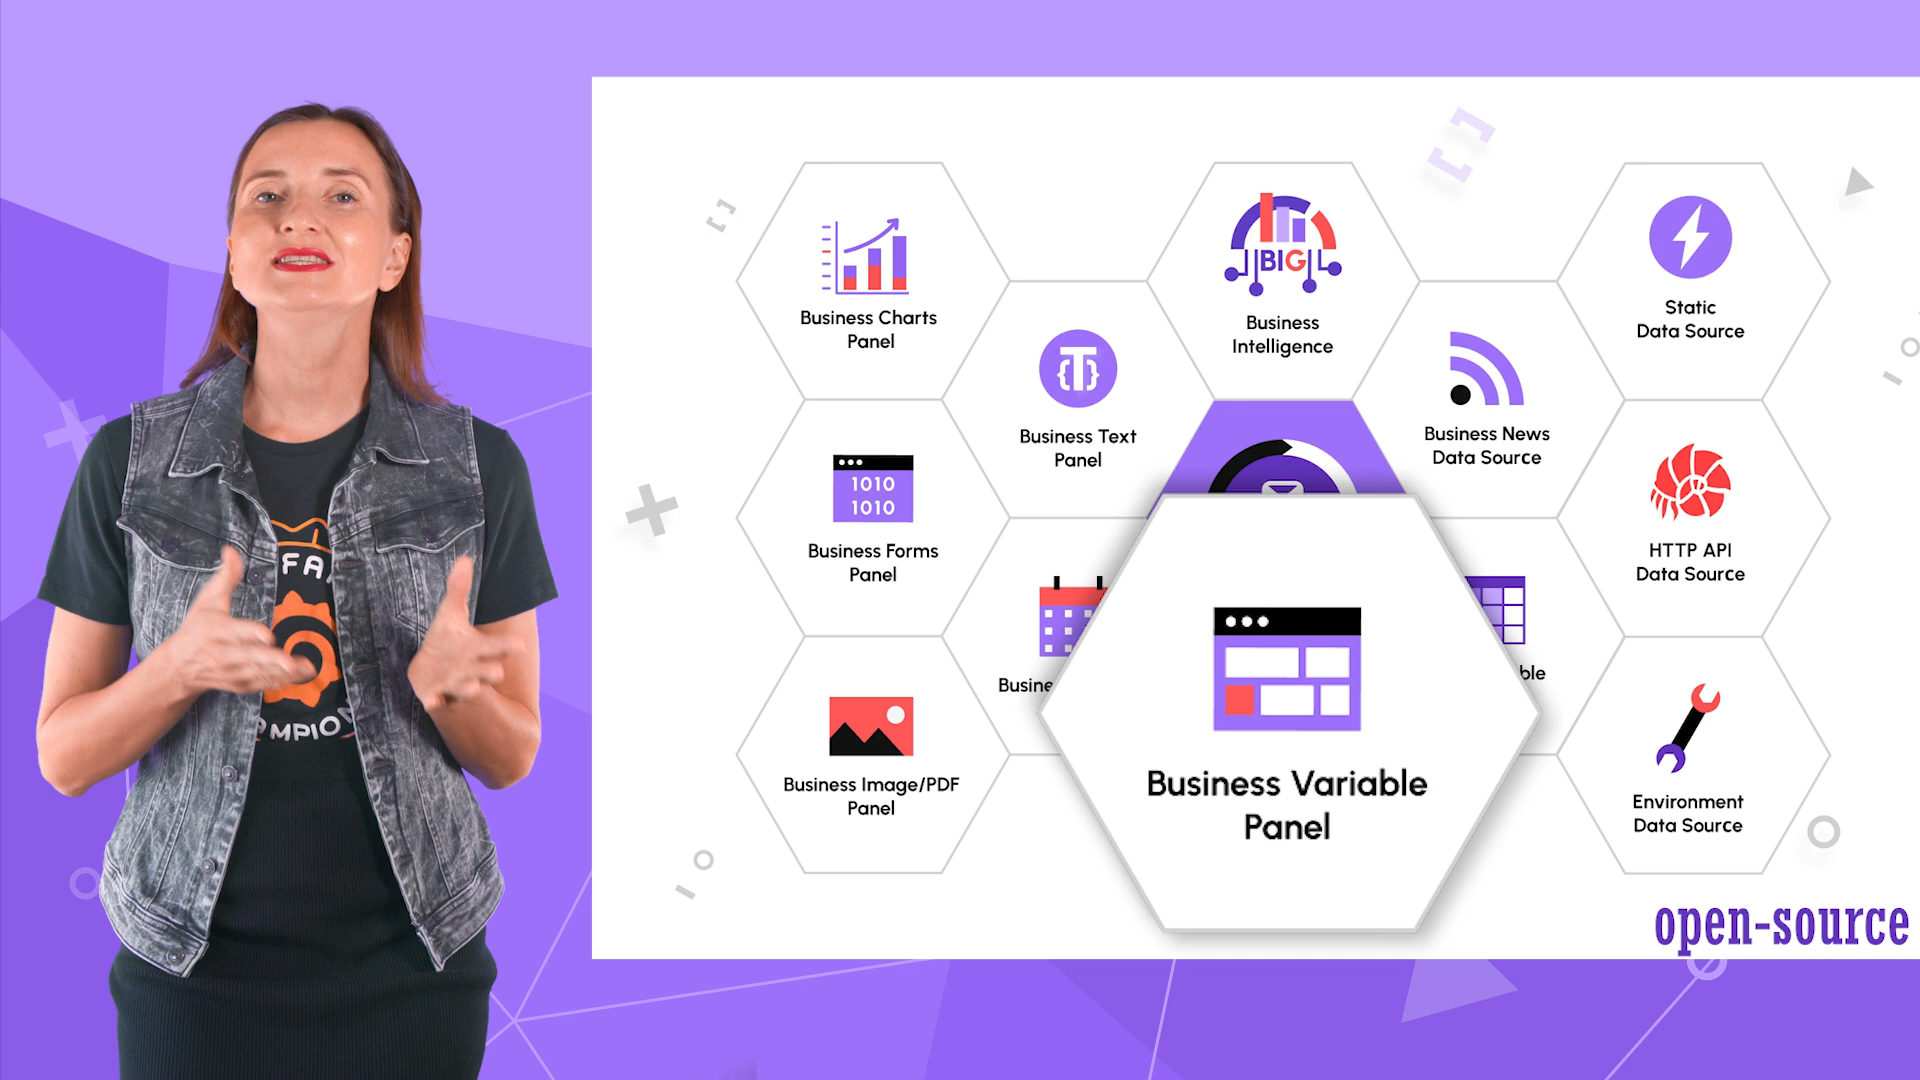 Business Charts
Panel
BIG
Business
Intelligence
Static
Data Source
Business Text
Panel
Business News
Data Source
1010
1010
Business Forms
Panel
HTTP API
Data Source
Business Variable
Panel
Business Image/PDF
Panel
Environment
Data Source
open-source